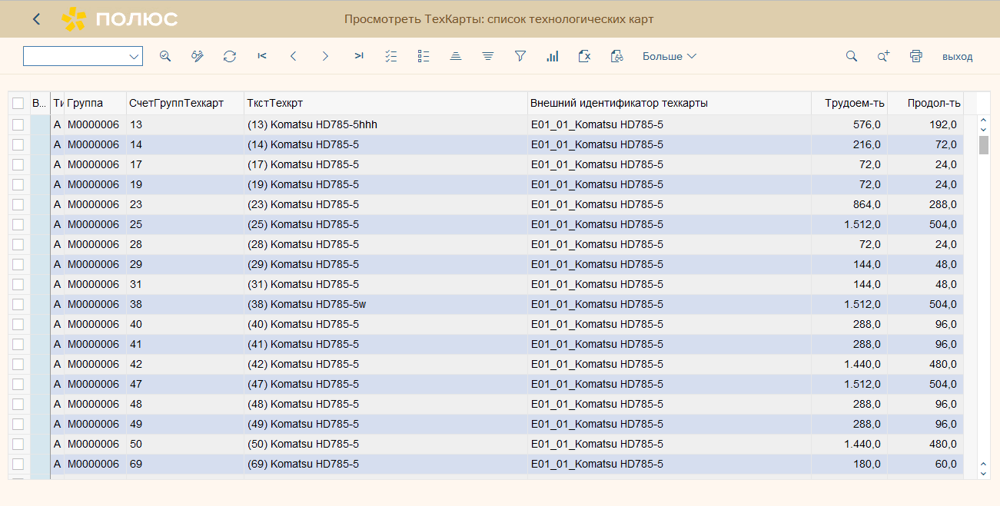 ПОЛЮС
Просмотреть ТехКарты: список технологических карт
Больше
выход
В... Ти Группа СчетГруппТехкарт ТкстТехкрт Внешний идентификатор техкарты Трудоем-ть Продол-ть
A M0000006 13 (13) Komatsu HD785-5hhh E01_01_Komatsu HD785-5 576,0 192,0
A M0000006 14 (14) Komatsu HD785-5 E01_01_Komatsu HD785-5 216,0 72,0
A M0000006 17 (17) Komatsu HD785-5 E01_01_Komatsu HD785-5 72,0 24,0
A M0000006 19 (19) Komatsu HD785-5 E01_01_Komatsu HD785-5 72,0 24,0
A M0000006 23 (23) Komatsu HD785-5 E01_01_Komatsu HD785-5 864,0 288,0
A M0000006 25 (25) Komatsu HD785-5 E01_01_Komatsu HD785-5 1.512,0 504,0
A M0000006 28 (28) Komatsu HD785-5 E01_01_Komatsu HD785-5 72,0 24,0
A M0000006 29 (29) Komatsu HD785-5 E01_01_Komatsu HD785-5 144,0 48,0
A M0000006 31 (31) Komatsu HD785-5 E01_01_Komatsu HD785-5 144,0 48,0
A M0000006 38 (38) Komatsu HD785-5w E01_01_Komatsu HD785-5 1.512,0 504,0
A M0000006 40 (40) Komatsu HD785-5 E01_01_Komatsu HD785-5 288,0 96,0
A M0000006 41 (41) Komatsu HD785-5 E01_01_Komatsu HD785-5 288,0 96,0
A M0000006 42 (42) Komatsu HD785-5 E01_01_Komatsu HD785-5 1.440,0 480,0
A M0000006 47 (47) Komatsu HD785-5 E01_01_Komatsu HD785-5 1.512,0 504,0
A M0000006 48 (48) Komatsu HD785-5 E01_01_Komatsu HD785-5 288,0 96,0
A M0000006 49 (49) Komatsu HD785-5 E01_01_Komatsu HD785-5 288,0 96,0
A M0000006 50 (50) Komatsu HD785-5 E01_01_Komatsu HD785-5 1.440,0 480,0
A M0000006 69 (69) Komatsu HD785-5 E01_01_Komatsu HD785-5 180,0 60,0